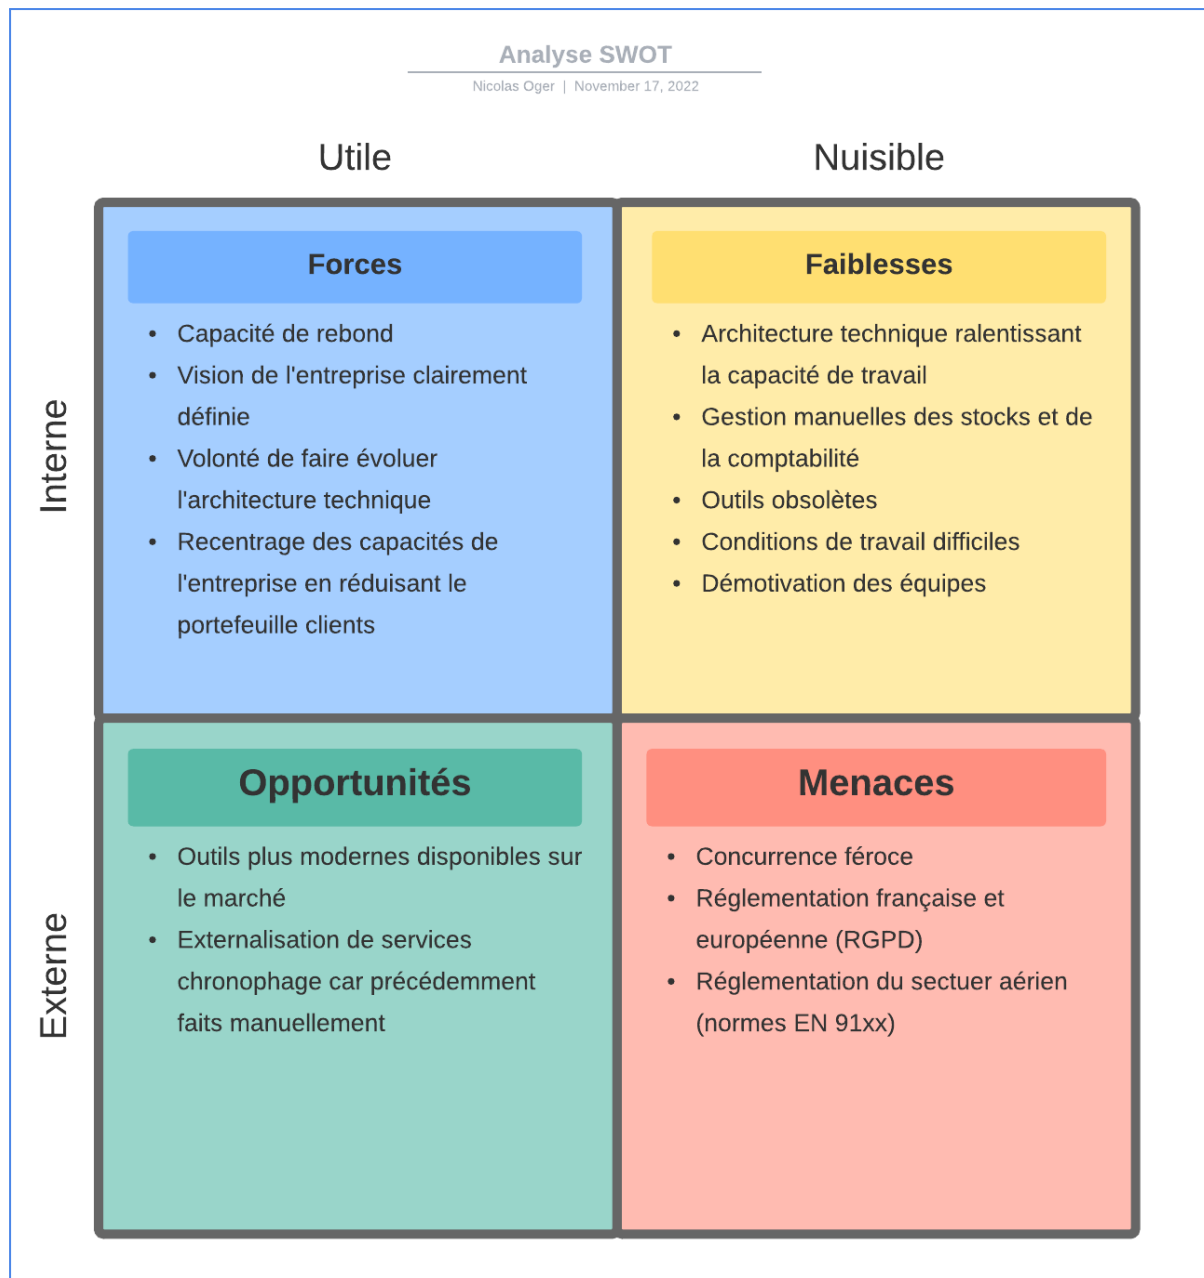 Analyse SWOT
Nicolas Oger | November 17, 2022
Utile
Nuisible
Interne
Forces
• Capacité de rebond
• Vision de l'entreprise clairement
définie
• Volonté de faire évoluer
l'architecture technique
• Recentrage des capacités de
l'entreprise en réduisant le
portefeuille clients
Faiblesses
• Architecture technique ralentissant
la capacité de travail
• Gestion manuelles des stocks et de
la comptabilité
• Outils obsolètes
• Conditions de travail difficiles
• Démotivation des équipes
Externe
Opportunités
• Outils plus modernes disponibles sur
le marché
• Externalisation de services
chronophage car précédemment
faits manuellement
Menaces
• Concurrence féroce
• Réglementation française et
européenne (RGPD)
• Réglementation du sectuer aérien
(normes EN 91xx)